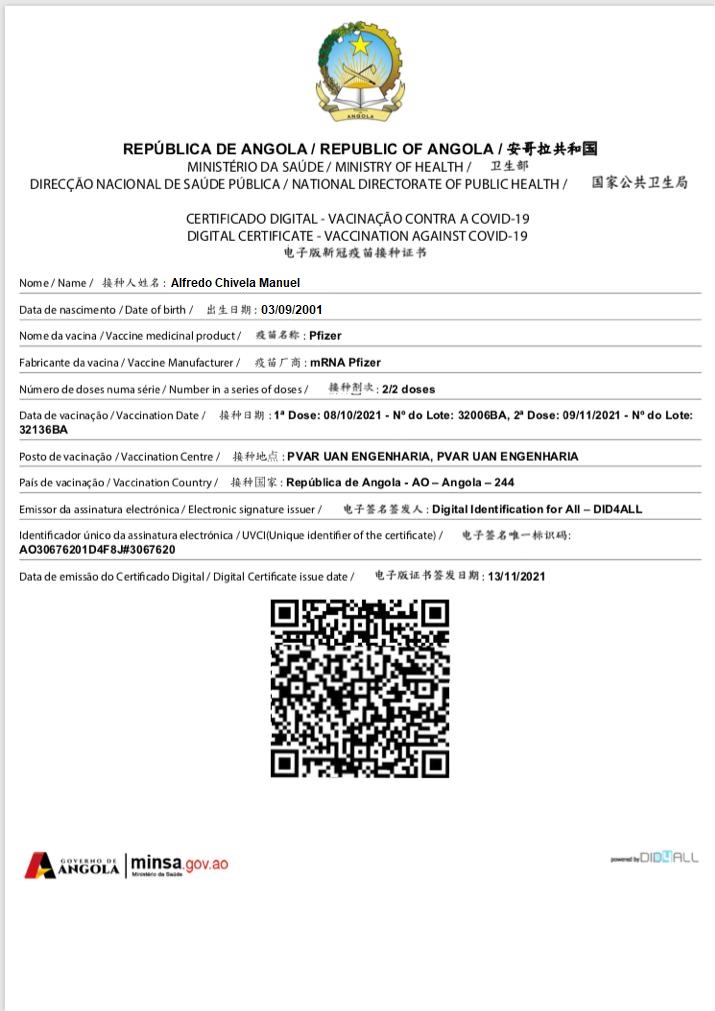 ANGOLA
REPÚBLICA DE ANGOLA / REPUBLIC OF ANGOLA / 安哥拉共和国
MINISTÉRIO DA SAÚDE / MINISTRY OF HEALTH / 卫生部
DIRECÇÃO NACIONAL DE SAÚDE PÚBLICA / NATIONAL DIRECTORATE OF PUBLIC HEALTH / 国家公共卫生局
CERTIFICADO DIGITAL - VACINAÇÃO CONTRA A COVID-19
DIGITAL CERTIFICATE - VACCINATION AGAINST COVID-19
电子版新冠疫苗接种证书
Nome / Name / 接种人姓名 : Alfredo Chivela Manuel
Data de nascimento / Date of birth / 出生日期 : 03/09/2001
Nome da vacina / Vaccine medicinal product / 疫苗名称 : Pfizer
Fabricante da vacina / Vaccine Manufacturer / 疫苗厂商 : mRNA Pfizer
Número de doses numa série / Number in a series of doses / 接种剂次 : 2/2 doses
Data de vacinação / Vaccination Date / 接种日期 : 1ª Dose: 08/10/2021 - Nº do Lote: 32006BA, 2ª Dose: 09/11/2021 - Nº do Lote:
32136BA
Posto de vacinação / Vaccination Centre / 接种地点 : PVAR UAN ENGENHARIA, PVAR UAN ENGENHARIA
País de vacinação / Vaccination Country / 接种国家 : República de Angola - AO – Angola – 244
Emissor da assinatura electrónica / Electronic signature issuer / 电子签名签发人 : Digital Identification for All – DID4ALL
Identificador único da assinatura electrónica / UVCI(Unique identifier of the certificate) / 电子签名唯一标识码:
AO30676201D4F8J#3067620
Data de emissão do Certificado Digital / Digital Certificate issue date / 电子版证书签发日期 : 13/11/2021
GOVERNO DE
ANGOLA
minsa.gov.ao
Ministério da Saúde
powered by DID4ALL